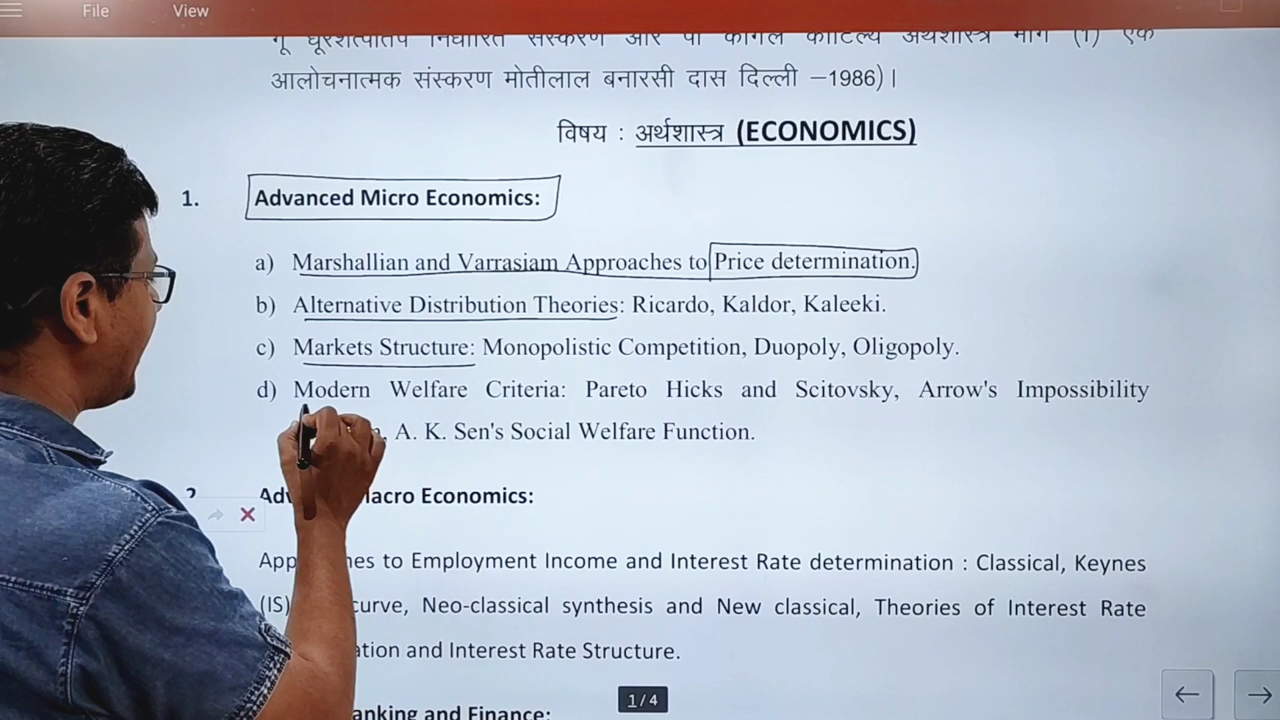 File View
आलोचनात्मक संस्करण मोतीलाल बनारसी दास दिल्ली –1986)।
विषय : अर्थशास्त्र (ECONOMICS)
1. Advanced Micro Economics:
a) Marshallian and Varrasiam Approaches to Price determination.
b) Alternative Distribution Theories: Ricardo, Kaldor, Kaleeki.
c) Markets Structure: Monopolistic Competition, Duopoly, Oligopoly.
d) Modern Welfare Criteria: Pareto Hicks and Scitovsky, Arrow's Impossibility
A. K. Sen's Social Welfare Function.
Economics:
to Employment Income and Interest Rate determination : Classical, Keynes
(IS) curve, Neo-classical synthesis and New classical, Theories of Interest Rate
and Interest Rate Structure.
1/4
and Finance: